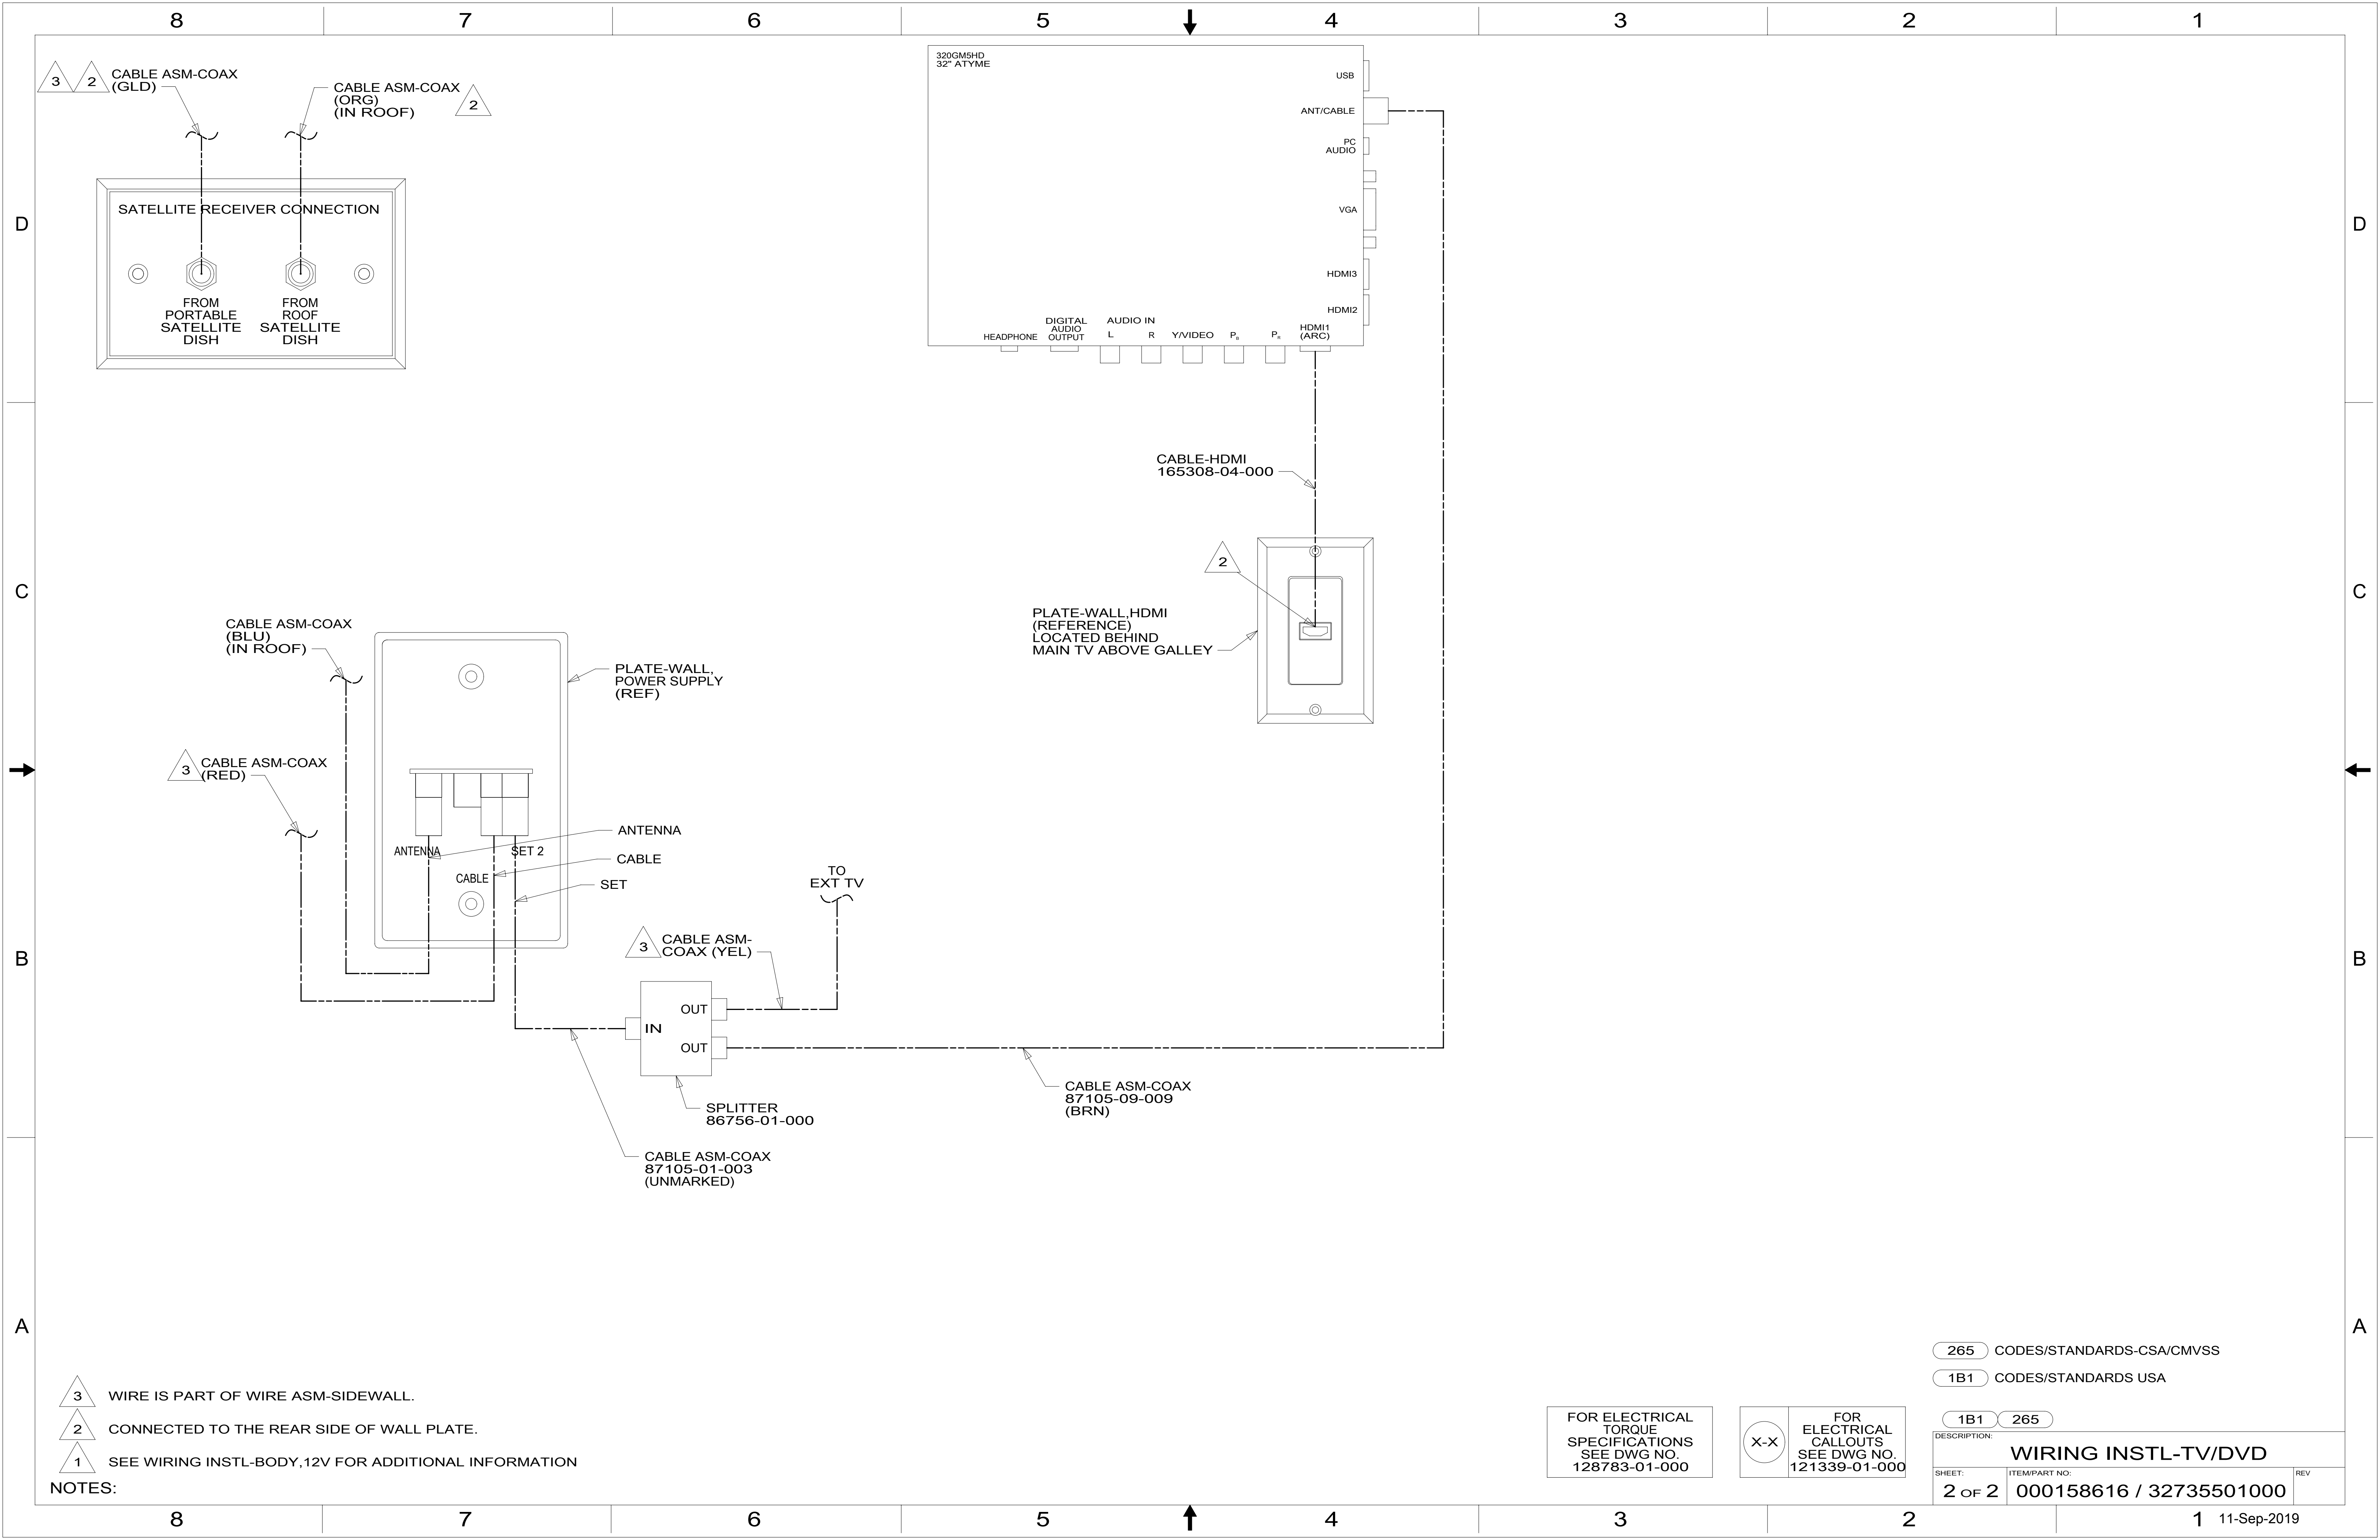 8 7 6 5 4 3 2 1
3 2 CABLE ASM-COAX
(GLD)
CABLE ASM-COAX
(ORG)
(IN ROOF)
2
SATELLITE RECEIVER CONNECTION
FROM
PORTABLE
SATELLITE
DISH
FROM
ROOF
SATELLITE
DISH
320GM5HD
32" ATYME
USB
ANT/CABLE
PC
AUDIO
VGA
HDMI3
HDMI2
HDMI1
(ARC)
HEADPHONE
DIGITAL
AUDIO
OUTPUT
AUDIO IN
L R
Y/VIDEO
PB
PR
D
D
CABLE-HDMI
165308-04-000
2
PLATE-WALL,HDMI
(REFERENCE)
LOCATED BEHIND
MAIN TV ABOVE GALLEY
C
C
CABLE ASM-COAX
(BLU)
(IN ROOF)
PLATE-WALL,
POWER SUPPLY
(REF)
3 CABLE ASM-COAX
(RED)
ANTENNA
SET 2
CABLE
ANTENNA
CABLE
SET
TO
EXT TV
3 CABLE ASM-
COAX (YEL)
B
B
OUT
IN
OUT
SPLITTER
86756-01-000
CABLE ASM-COAX
87105-09-009
(BRN)
CABLE ASM-COAX
87105-01-003
(UNMARKED)
A
A
3 WIRE IS PART OF WIRE ASM-SIDEWALL.
2 CONNECTED TO THE REAR SIDE OF WALL PLATE.
1 SEE WIRING INSTL-BODY,12V FOR ADDITIONAL INFORMATION
NOTES:
FOR ELECTRICAL
TORQUE
SPECIFICATIONS
SEE DWG NO.
128783-01-000
X-X
FOR
ELECTRICAL
CALLOUTS
SEE DWG NO.
121339-01-000
265 CODES/STANDARDS-CSA/CMVSS
1B1 CODES/STANDARDS USA
1B1 265
DESCRIPTION:
WIRING INSTL-TV/DVD
SHEET:
2 OF 2
ITEM/PART NO:
000158616 / 32735501000
REV
8 7 6 5 4 3 2 1
11-Sep-2019